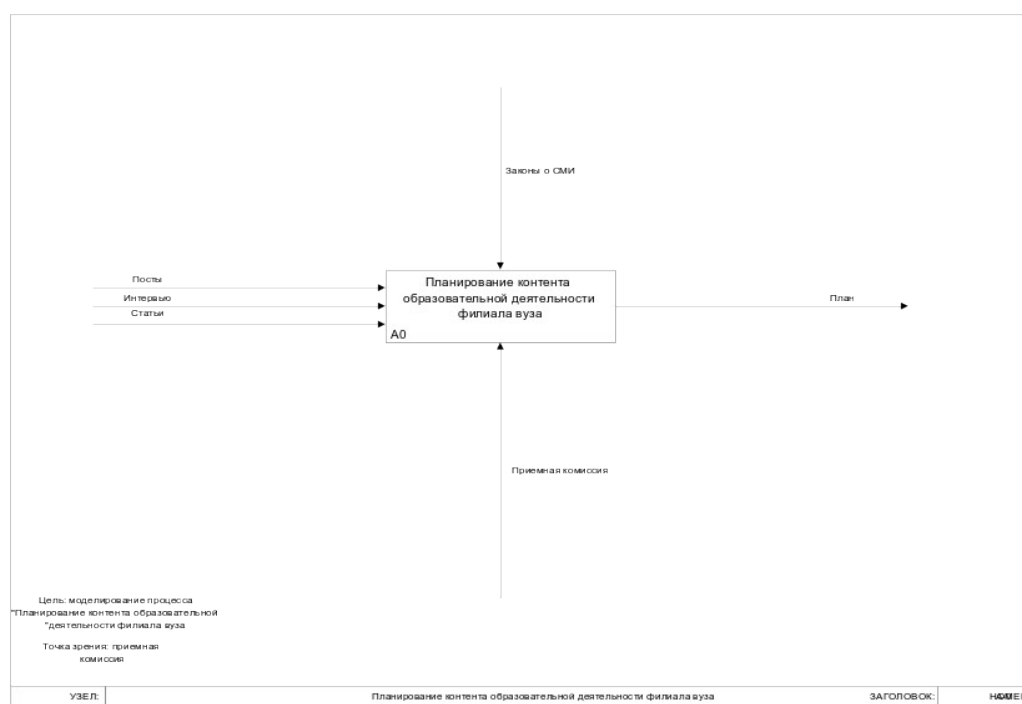 Законы о СМИ
Посты
Интервью
Статьи
Планирование контента
образовательной деятельности
филиала вуза
A0
План
Приемная комиссия
Цель: моделирование процесса
"Планирование контента образовательной
"деятельности филиала вуза
Точка зрения: приемная
комиссия
УЗЕЛ:
Планирование контента образовательной деятельности филиала вуза
ЗАГОЛОВОК: